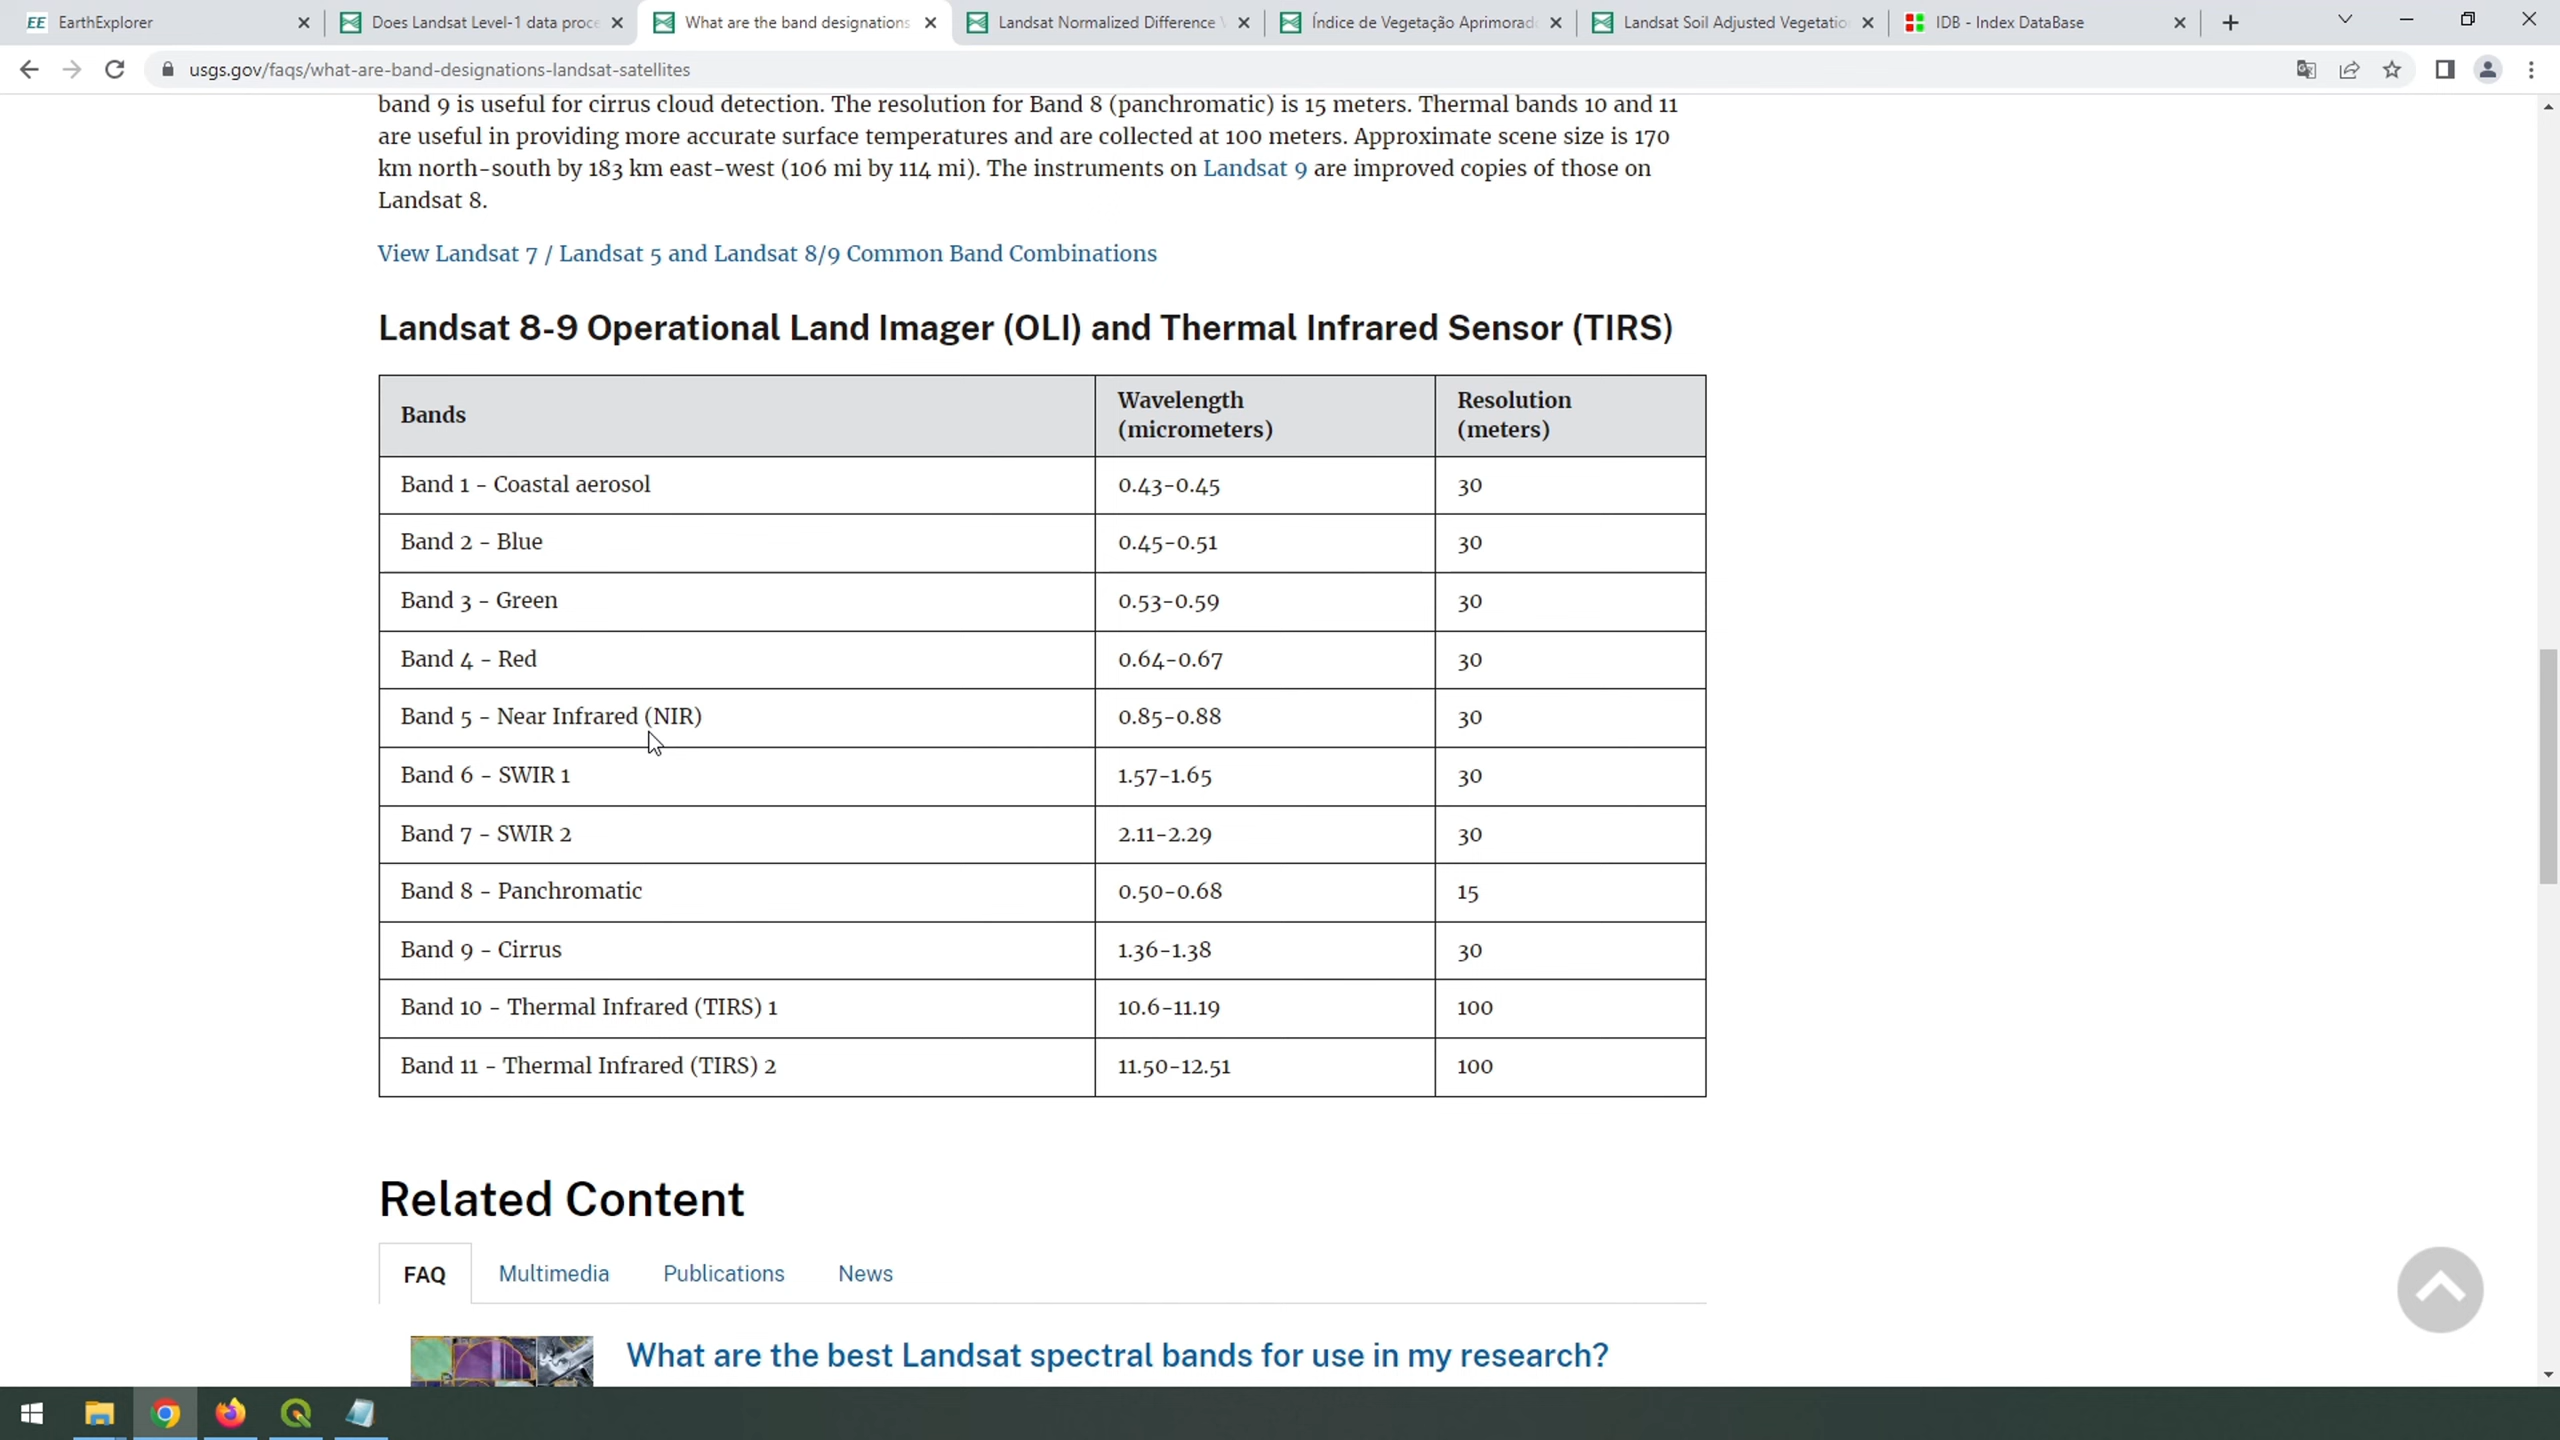 EE EarthExplorer
Does Landsat Level-1 data proce
What are the band designations
Landsat Normalized Difference V
Índice de Vegetação Aprimorado
Landsat Soil Adjusted Vegetatio
IDB - Index DataBase
usgs.gov/faqs/what-are-band-designations-landsat-satellites
band 9 is useful for cirrus cloud detection. The resolution for Band 8 (panchromatic) is 15 meters. Thermal bands 10 and 11
are useful in providing more accurate surface temperatures and are collected at 100 meters. Approximate scene size is 170
km north-south by 183 km east-west (106 mi by 114 mi). The instruments on Landsat 9 are improved copies of those on
Landsat 8.
View Landsat 7 / Landsat 5 and Landsat 8/9 Common Band Combinations
Landsat 8-9 Operational Land Imager (OLI) and Thermal Infrared Sensor (TIRS)
Bands Wavelength (micrometers) Resolution (meters)
Band 1 - Coastal aerosol 0.43-0.45 30
Band 2 - Blue 0.45-0.51 30
Band 3 - Green 0.53-0.59 30
Band 4 - Red 0.64-0.67 30
Band 5 - Near Infrared (NIR) 0.85-0.88 30
Band 6 - SWIR 1 1.57-1.65 30
Band 7 - SWIR 2 2.11-2.29 30
Band 8 - Panchromatic 0.50-0.68 15
Band 9 - Cirrus 1.36-1.38 30
Band 10 - Thermal Infrared (TIRS) 1 10.6-11.19 100
Band 11 - Thermal Infrared (TIRS) 2 11.50-12.51 100
Related Content
FAQ Multimedia Publications News
What are the best Landsat spectral bands for use in my research?